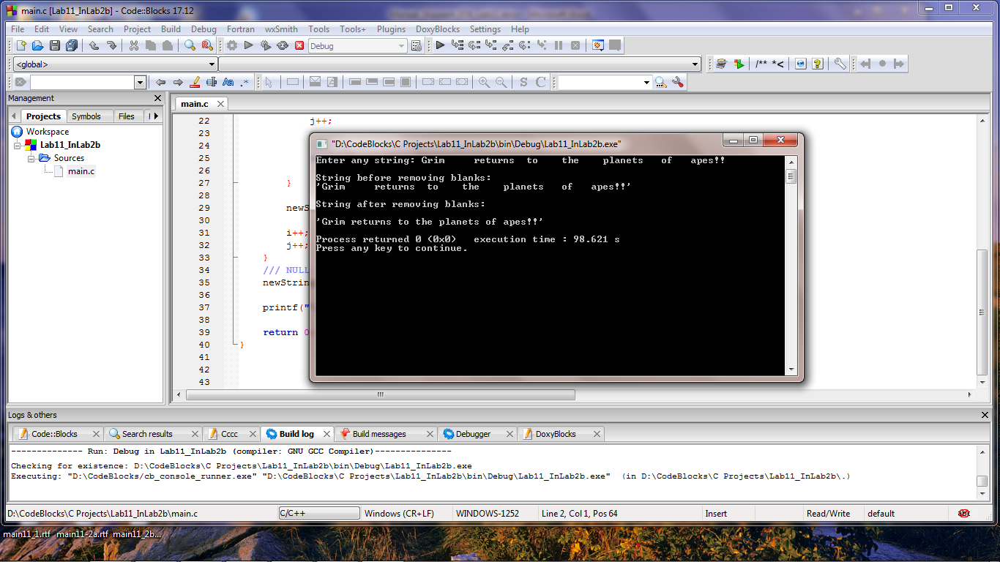 main.c [Lab11_InLab2b] - Code::Blocks 17.12
File Edit View Search Project Build Debug Fortran wxSmith Tools Tools+ Plugins DoxyBlocks Settings Help
Debug
<global>
/** *<
Aa .*
S C
Management
Projects Symbols Files
main.c
Workspace
Lab11_InLab2b
Sources
main.c
22 j++;
23
24
25
26
27 }
28
29 newS
30
31 i++;
32 j++;
33 }
34 /// NULL
35 newStrin
36
37 printf("
38
39 return 0
40 }
41
42
43
"D:\CodeBlocks\C Projects\Lab11_InLab2b\bin\Debug\Lab11_InLab2b.exe"
Enter any string: Grim     returns  to    the    planets   of   apes!!
String before removing blanks:
'Grim     returns  to     the    planets   of   apes!!'
String after removing blanks:
'Grim returns to the planets of apes!!'
Process returned 0 (0x0)   execution time : 98.621 s
Press any key to continue.
Logs & others
Code::Blocks Search results Cccc Build log Build messages Debugger DoxyBlocks
-------------- Run: Debug in Lab11_InLab2b (compiler: GNU GCC Compiler)---------------
Checking for existence: D:\CodeBlocks\C Projects\Lab11_InLab2b\bin\Debug\Lab11_InLab2b.exe
Executing: "D:\CodeBlocks/cb_console_runner.exe" "D:\CodeBlocks\C Projects\Lab11_InLab2b\bin\Debug\Lab11_InLab2b.exe"  (in D:\CodeBlocks\C Projects\Lab11_InLab2b\.)
D:\CodeBlocks\C Projects\Lab11_InLab2b\main.c C/C++ Windows (CR+LF) WINDOWS-1252 Line 2, Col 1, Pos 64 Insert Read/Write default
main11_1.rtf main11-2a.rtf main11_2b...